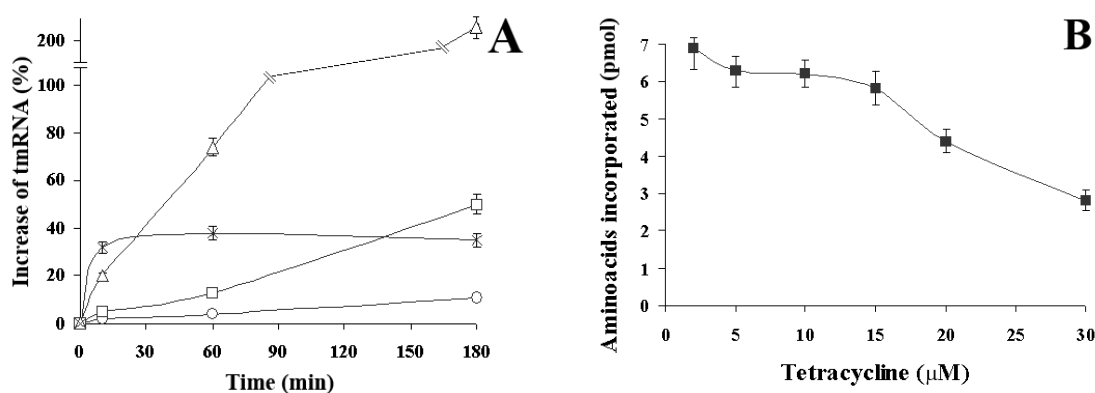 A
Increase of tmRNA (%)
200
100
80
60
40
20
0
0 30 60 90 120 150 180
Time (min)
B
Aminoacids incorporated (pmol)
7
6
5
4
3
2
1
0
0 5 10 15 20 25 30
Tetracycline (μM)